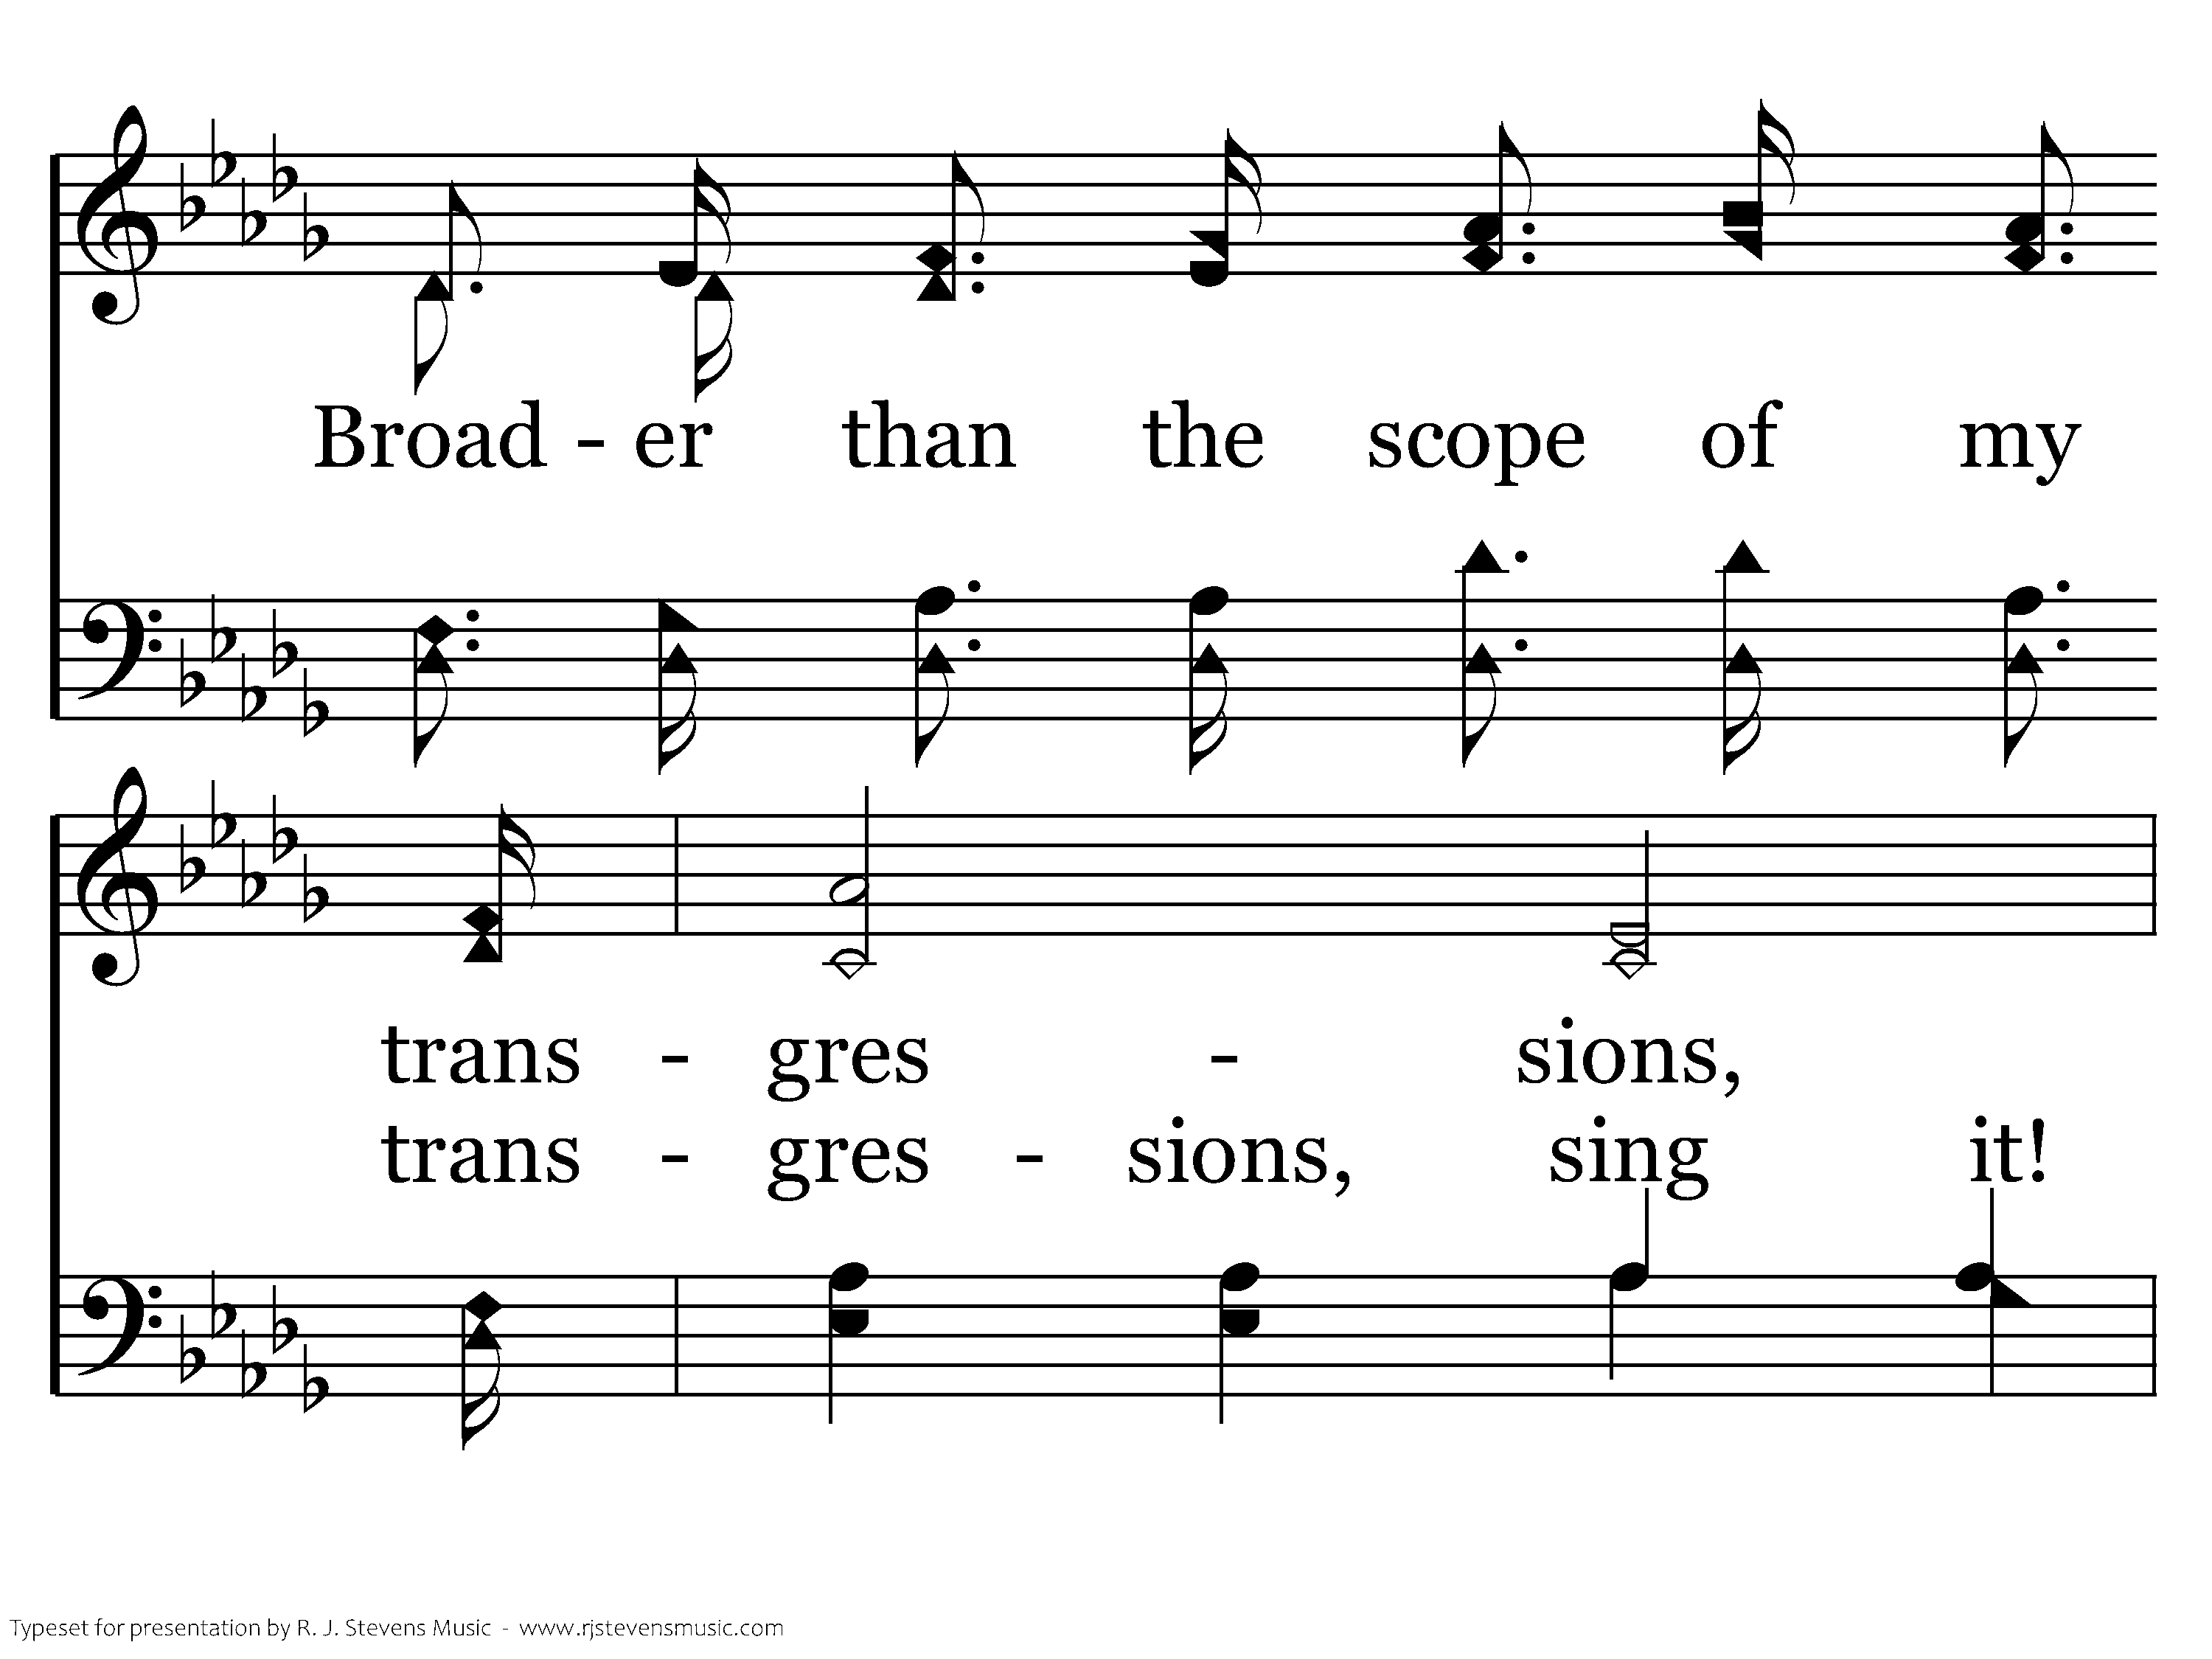 Broad - er than the scope of my
trans - gres - sions,
trans - gres - sions, sing it!
Typeset for presentation by R. J. Stevens Music - www.rjstevensmusic.com